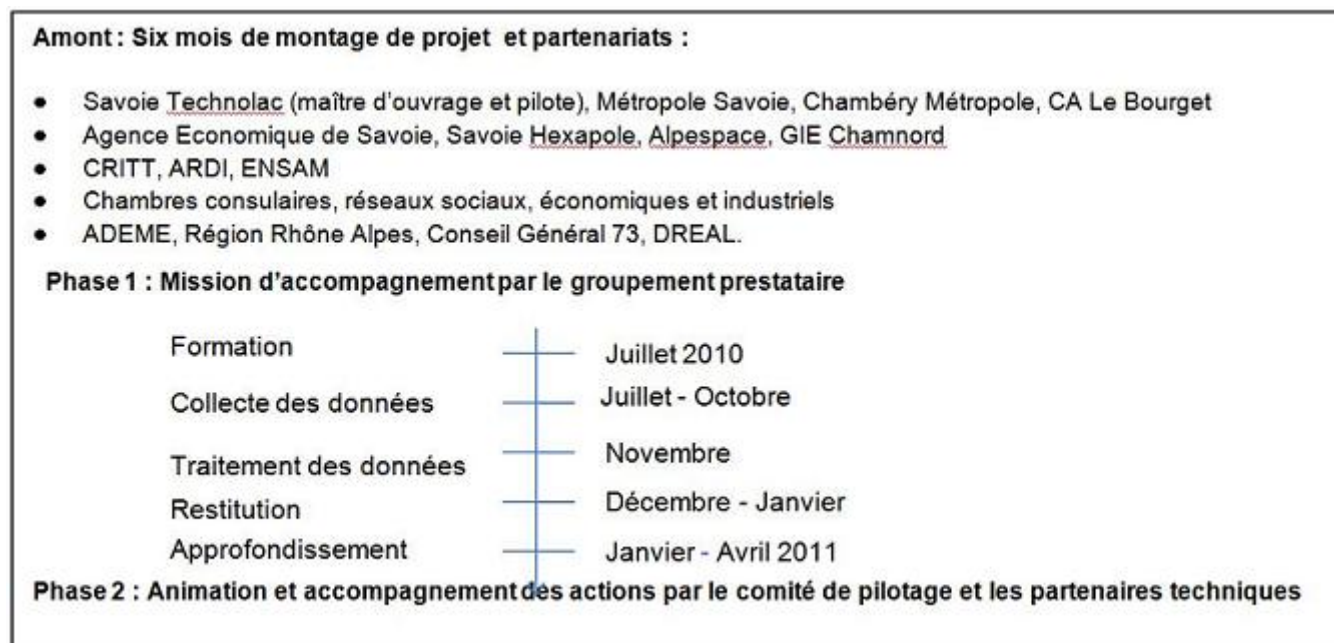 Amont : Six mois de montage de projet et partenariats :
• Savoie Technolac (maître d'ouvrage et pilote), Métropole Savoie, Chambéry Métropole, CA Le Bourget
• Agence Economique de Savoie, Savoie Hexapole, Alpespace, GIE Chamnord
• CRITT, ARDI, ENSAM
• Chambres consulaires, réseaux sociaux, économiques et industriels
• ADEME, Région Rhône Alpes, Conseil Général 73, DREAL.
Phase 1 : Mission d'accompagnement par le groupement prestataire
Formation Juillet 2010
Collecte des données Juillet - Octobre
Traitement des données Novembre
Restitution Décembre - Janvier
Approfondissement Janvier - Avril 2011
Phase 2 : Animation et accompagnement des actions par le comité de pilotage et les partenaires techniques